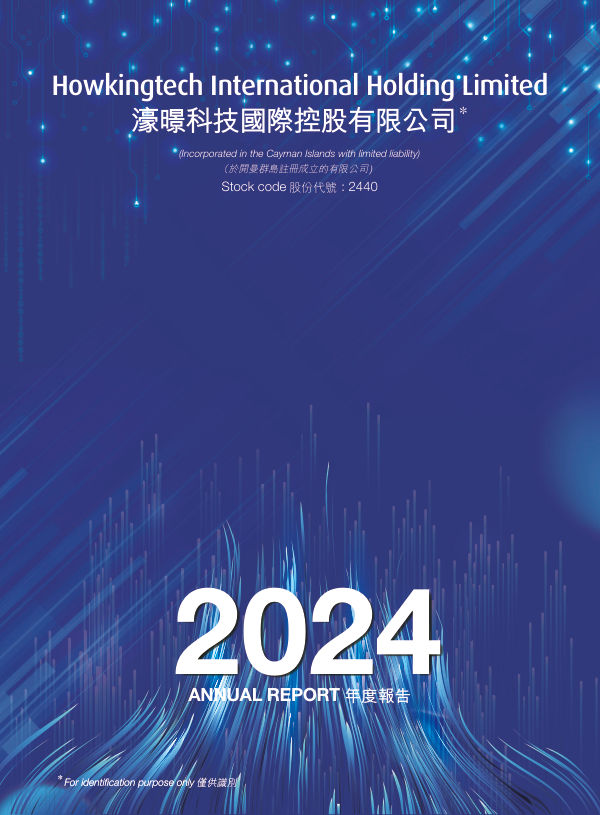 Howkingtech International Holding Limited
濠暻科技國際控股有限公司*
(Incorporated in the Cayman Islands with limited liability)
(於開曼群島註冊成立的有限公司)
Stock code 股份代號：2440
2024
ANNUAL REPORT 年度報告
* For identification purpose only 僅供識別